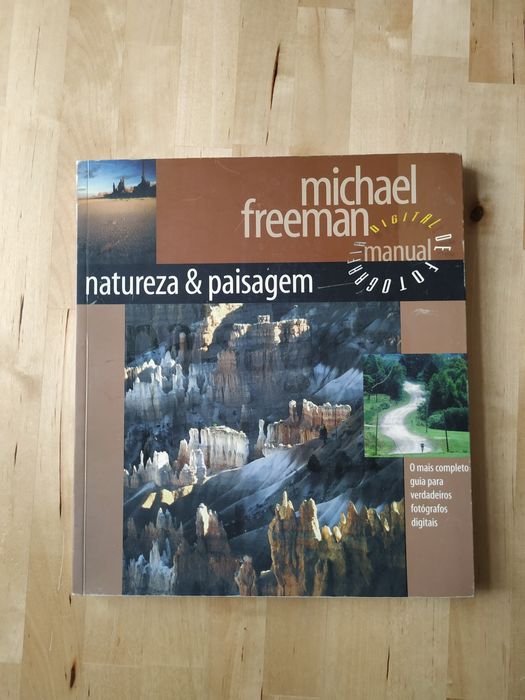 michael
freeman
manual
DE FOTOGRAFIA
DIGITAL
natureza & paisagem
O mais completo
guia para
verdadeiros
fotógrafos
digitais